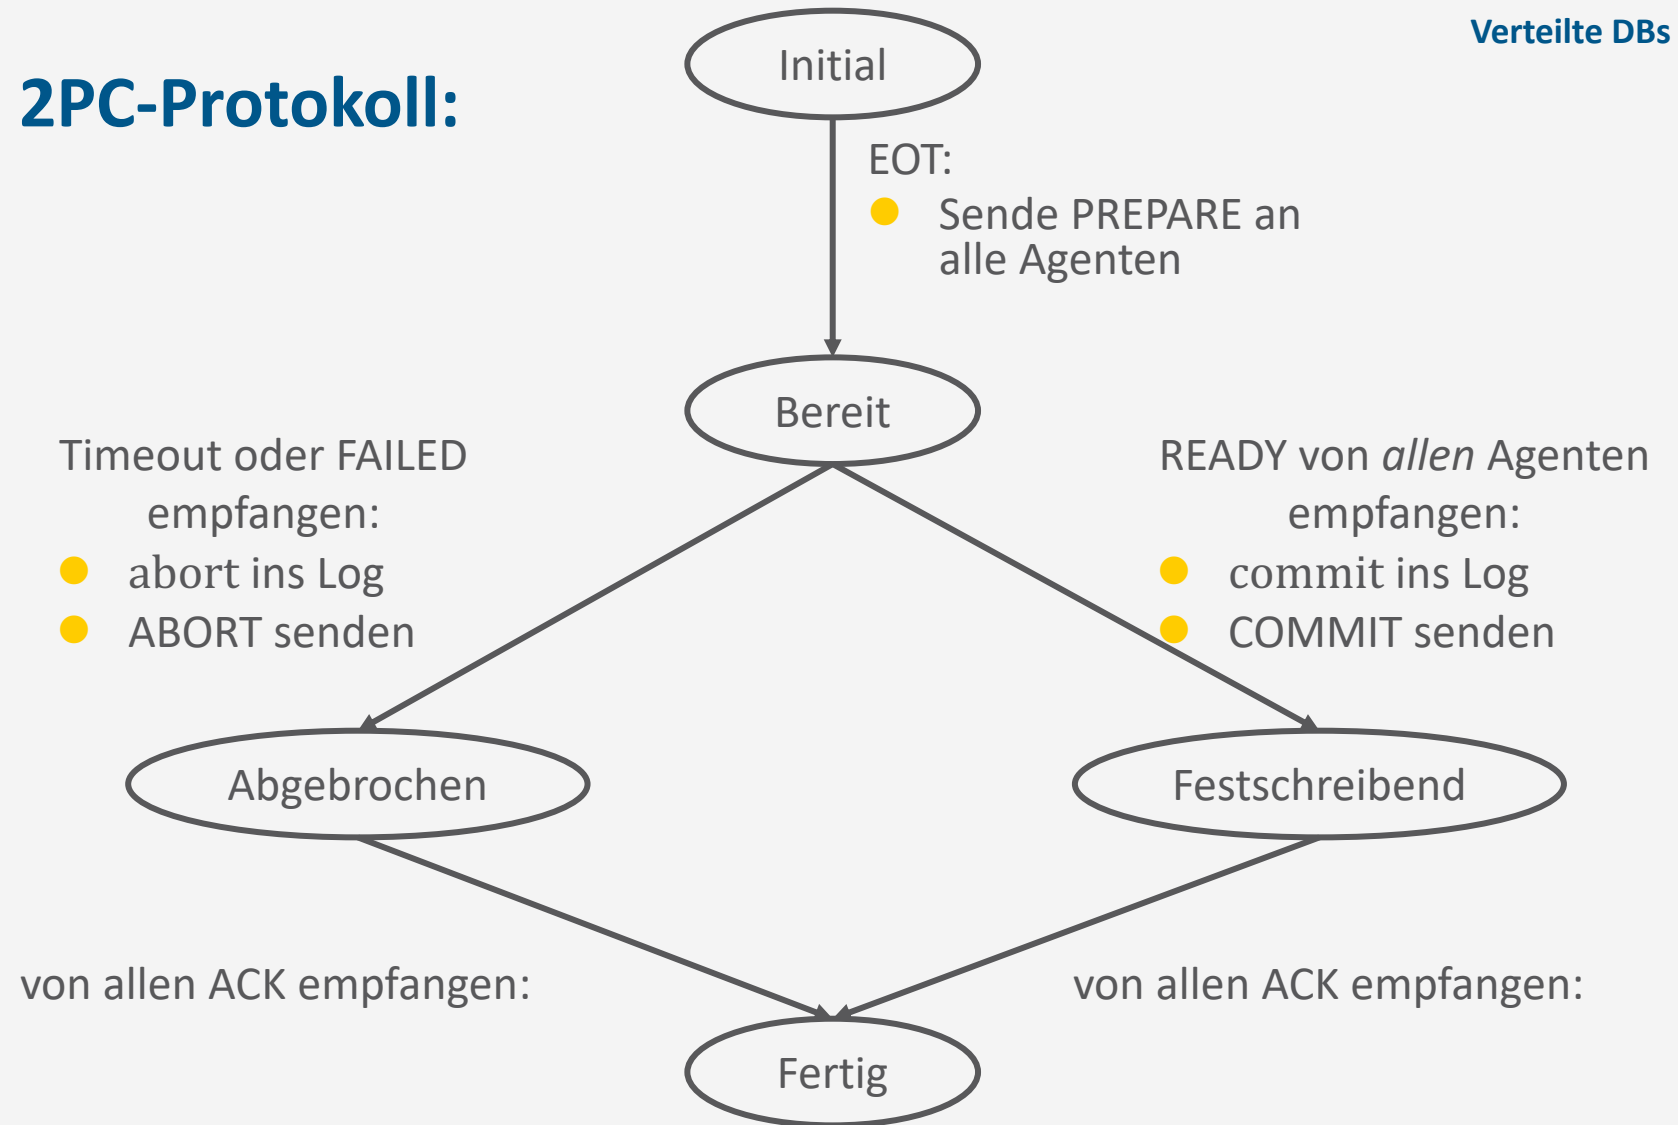 Verteilte DBs
2PC-Protokoll:
Initial
EOT:
Sende PREPARE an
alle Agenten
Bereit
Timeout oder FAILED
empfangen:
abort ins Log
ABORT senden
READY von allen Agenten
empfangen:
commit ins Log
COMMIT senden
Abgebrochen
Festschreibend
von allen ACK empfangen:
von allen ACK empfangen:
Fertig